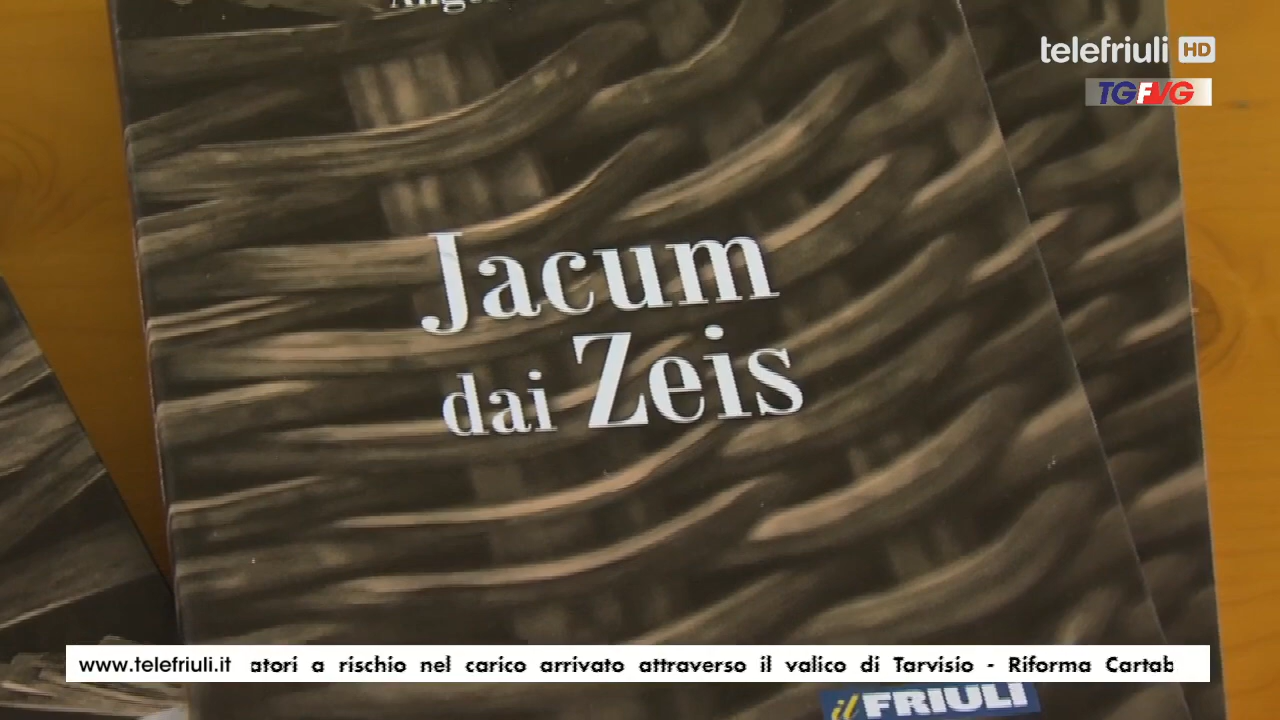 telefriuli HD
TGFVG
Jacum
dai Zeis
www.telefriuli.it atori a rischio nel carico arrivato attraverso il valico di Tarvisio - Riforma Cartab
il FRIULI